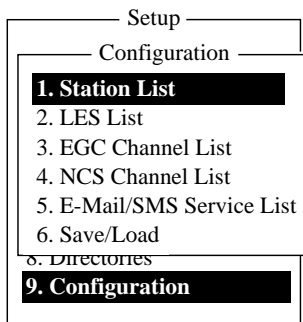 Setup
Configuration
1. Station List
2. LES List
3. EGC Channel List
4. NCS Channel List
5. E-Mail/SMS Service List
6. Save/Load
8. Directories
9. Configuration